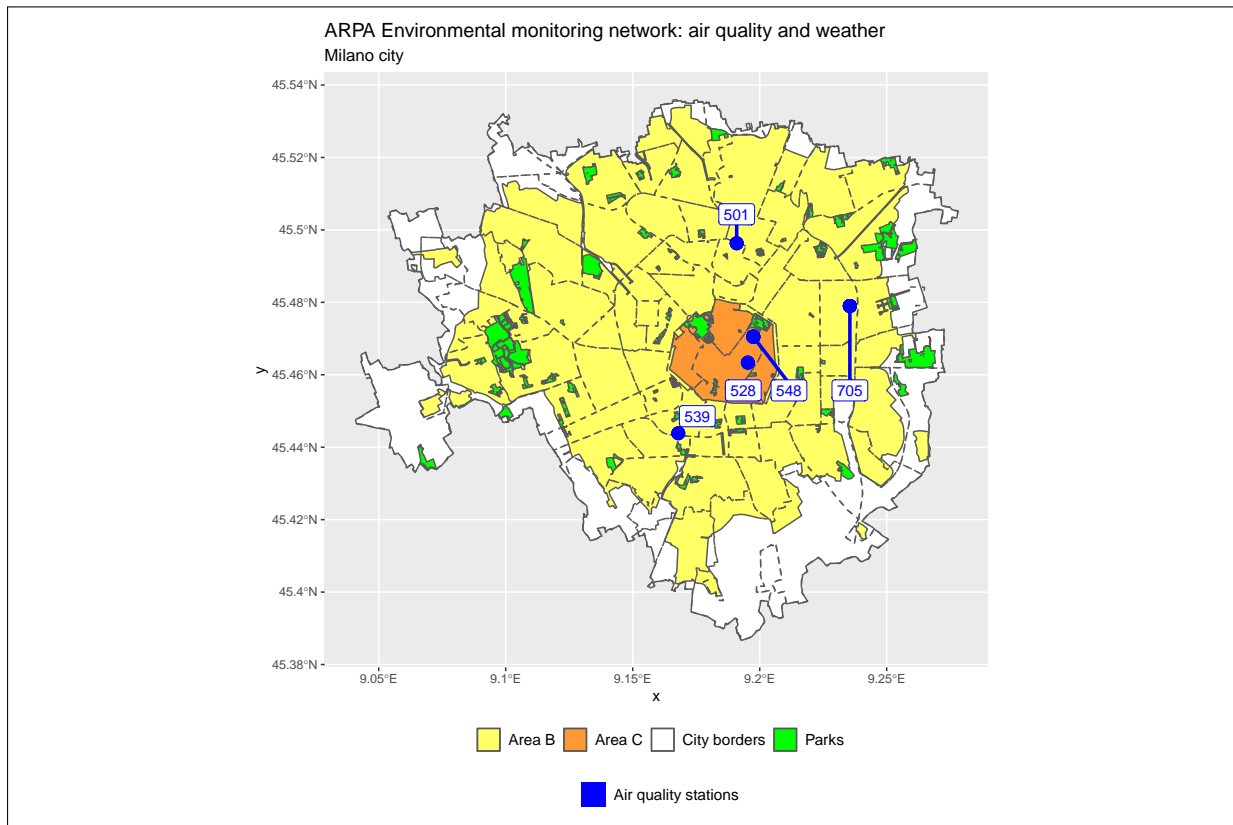 ARPA Environmental monitoring network: air quality and weather
Milano city
45.54°N
45.52°N
45.5°N
45.48°N
45.46°N
45.44°N
45.42°N
45.4°N
45.38°N
y
501
528 548 705
539
9.05°E 9.1°E 9.15°E 9.2°E 9.25°E
x
Area B Area C City borders Parks
Air quality stations